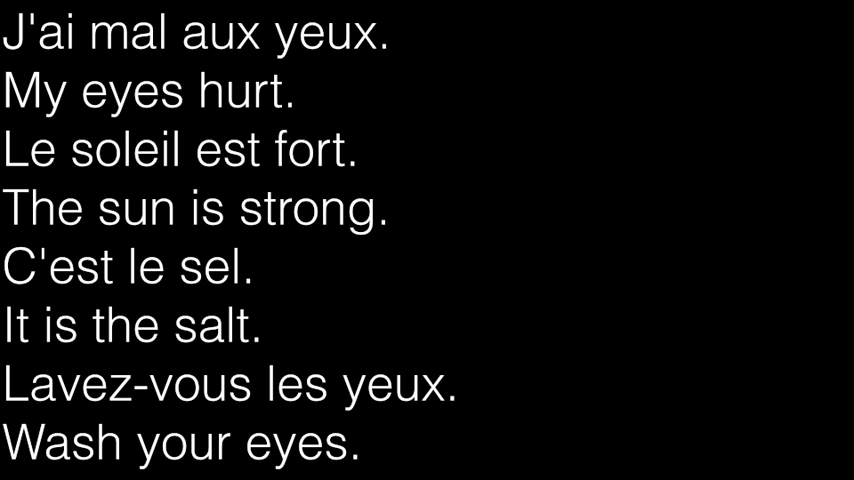 J'ai mal aux yeux.
My eyes hurt.
Le soleil est fort.
The sun is strong.
C'est le sel.
It is the salt.
Lavez-vous les yeux.
Wash your eyes.